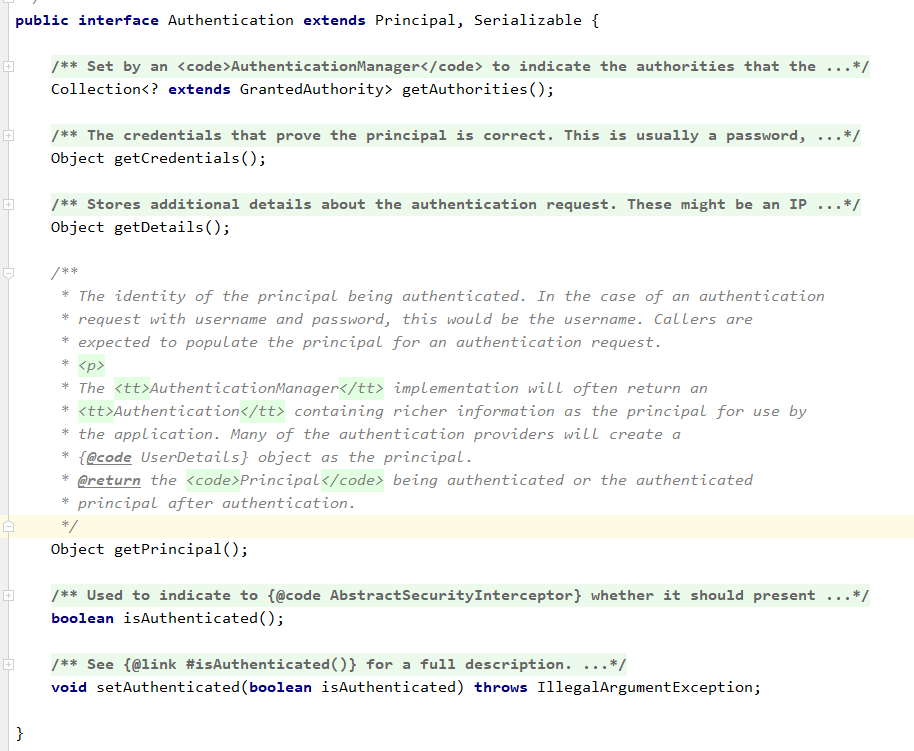 public interface Authentication extends Principal, Serializable {
/** Set by an <code>AuthenticationManager</code> to indicate the authorities that the ...*/
Collection<? extends GrantedAuthority> getAuthorities();
/** The credentials that prove the principal is correct. This is usually a password, ...*/
Object getCredentials();
/** Stores additional details about the authentication request. These might be an IP ...*/
Object getDetails();
/**
* The identity of the principal being authenticated. In the case of an authentication
* request with username and password, this would be the username. Callers are
* expected to populate the principal for an authentication request.
* <p>
* The <tt>AuthenticationManager</tt> implementation will often return an
* <tt>Authentication</tt> containing richer information as the principal for use by
* the application. Many of the authentication providers will create a
* {@code UserDetails} object as the principal.
* @return the <code>Principal</code> being authenticated or the authenticated
* principal after authentication.
*/
Object getPrincipal();
/** Used to indicate to {@code AbstractSecurityInterceptor} whether it should present ...*/
boolean isAuthenticated();
/** See {@link #isAuthenticated()} for a full description. ...*/
void setAuthenticated(boolean isAuthenticated) throws IllegalArgumentException;
}